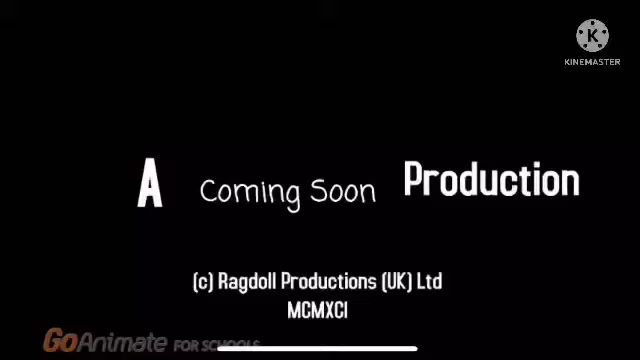 K
KINEMASTER
A Coming Soon Production
(c) Ragdoll Productions (UK) Ltd
MCMXCI
GoAnimate FOR SCHOOLS